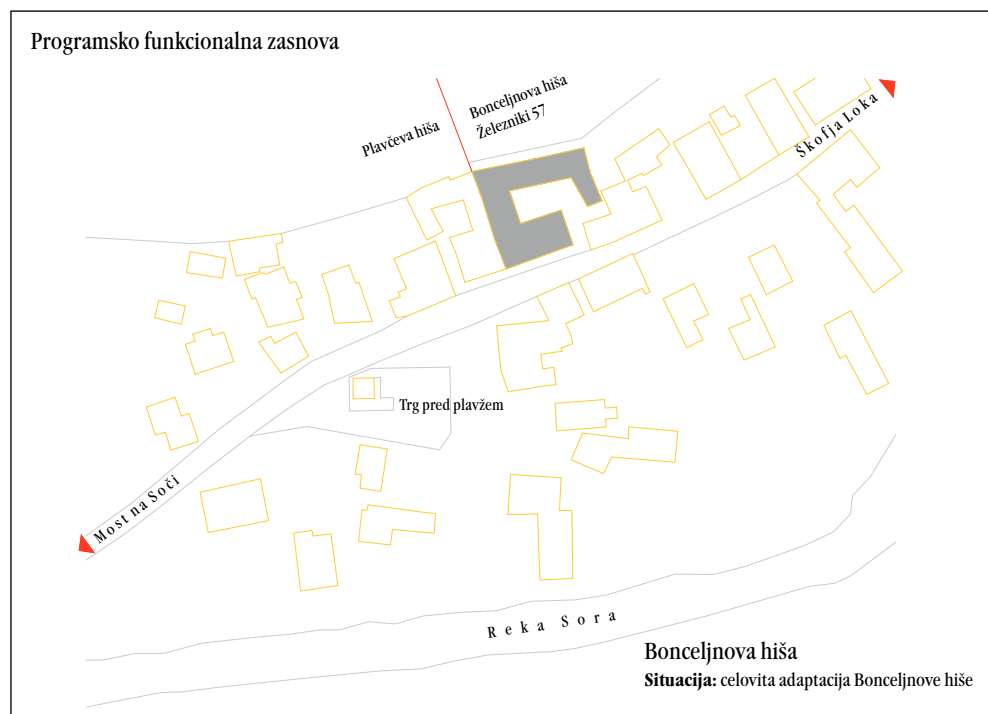 Programsko funkcionalna zasnova
Plavčeva hiša
Bonceljnova hiša
Železniki 57
Škofja Loka
Trg pred plavžem
Most na Soči
Reka Sora
Bonceljnova hiša
Situacija: celovita adaptacija Bonceljnove hiše